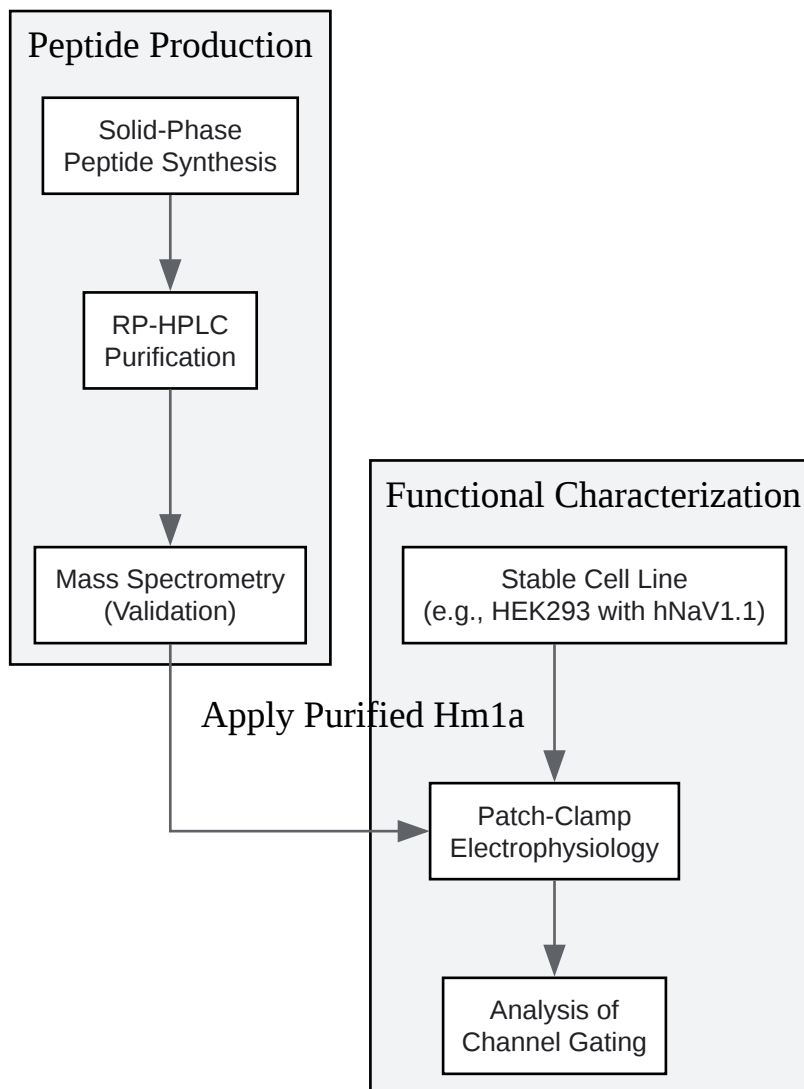 Peptide Production
Solid-Phase
Peptide Synthesis
RP-HPLC
Purification
Mass Spectrometry
(Validation)
Functional Characterization
Stable Cell Line
(e.g., HEK293 with hNaV1.1)
Apply Purified Hm1a
Patch-Clamp
Electrophysiology
Analysis of
Channel Gating